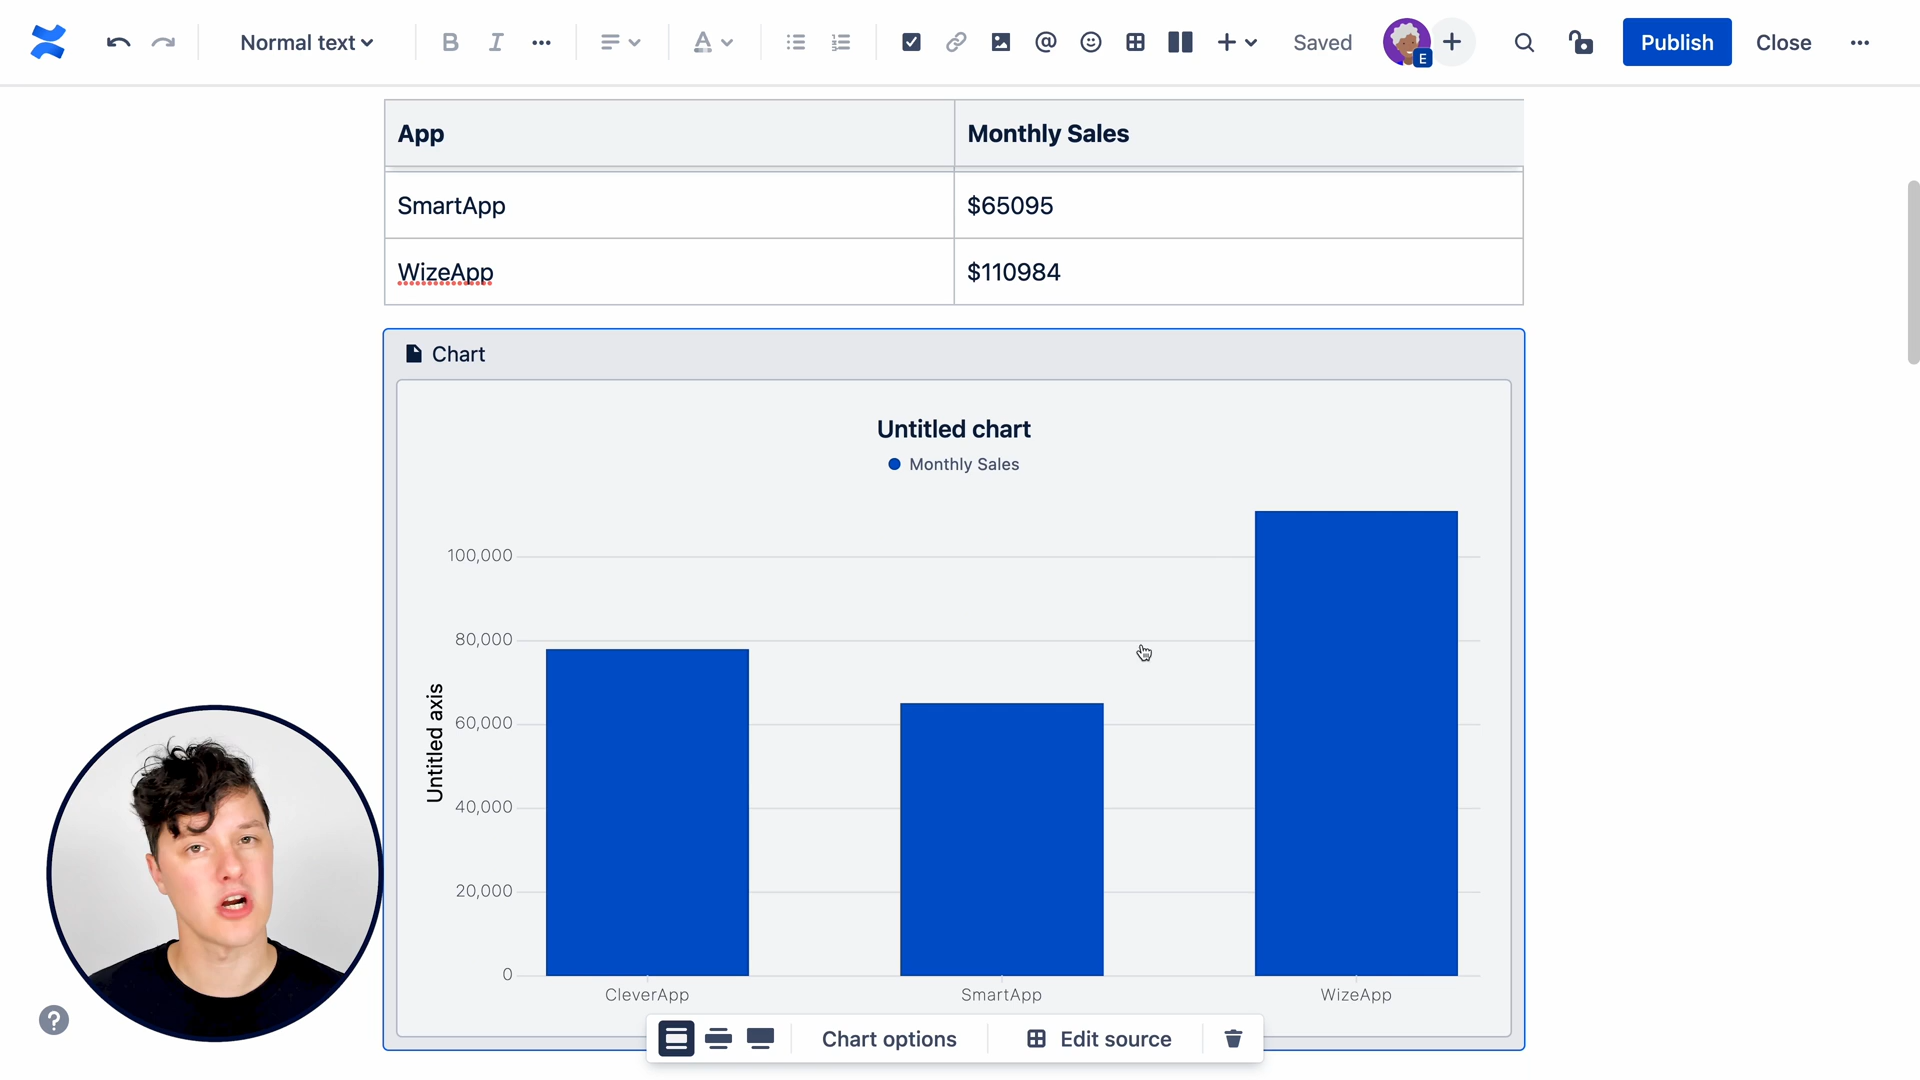 Normal text
B I
A
@
Saved
E
Publish
Close
App Monthly Sales
SmartApp $65095
WizeApp $110984
Chart
Untitled chart
Monthly Sales
Untitled axis
100,000
80,000
60,000
40,000
20,000
0
CleverApp SmartApp WizeApp
Chart options Edit source
?